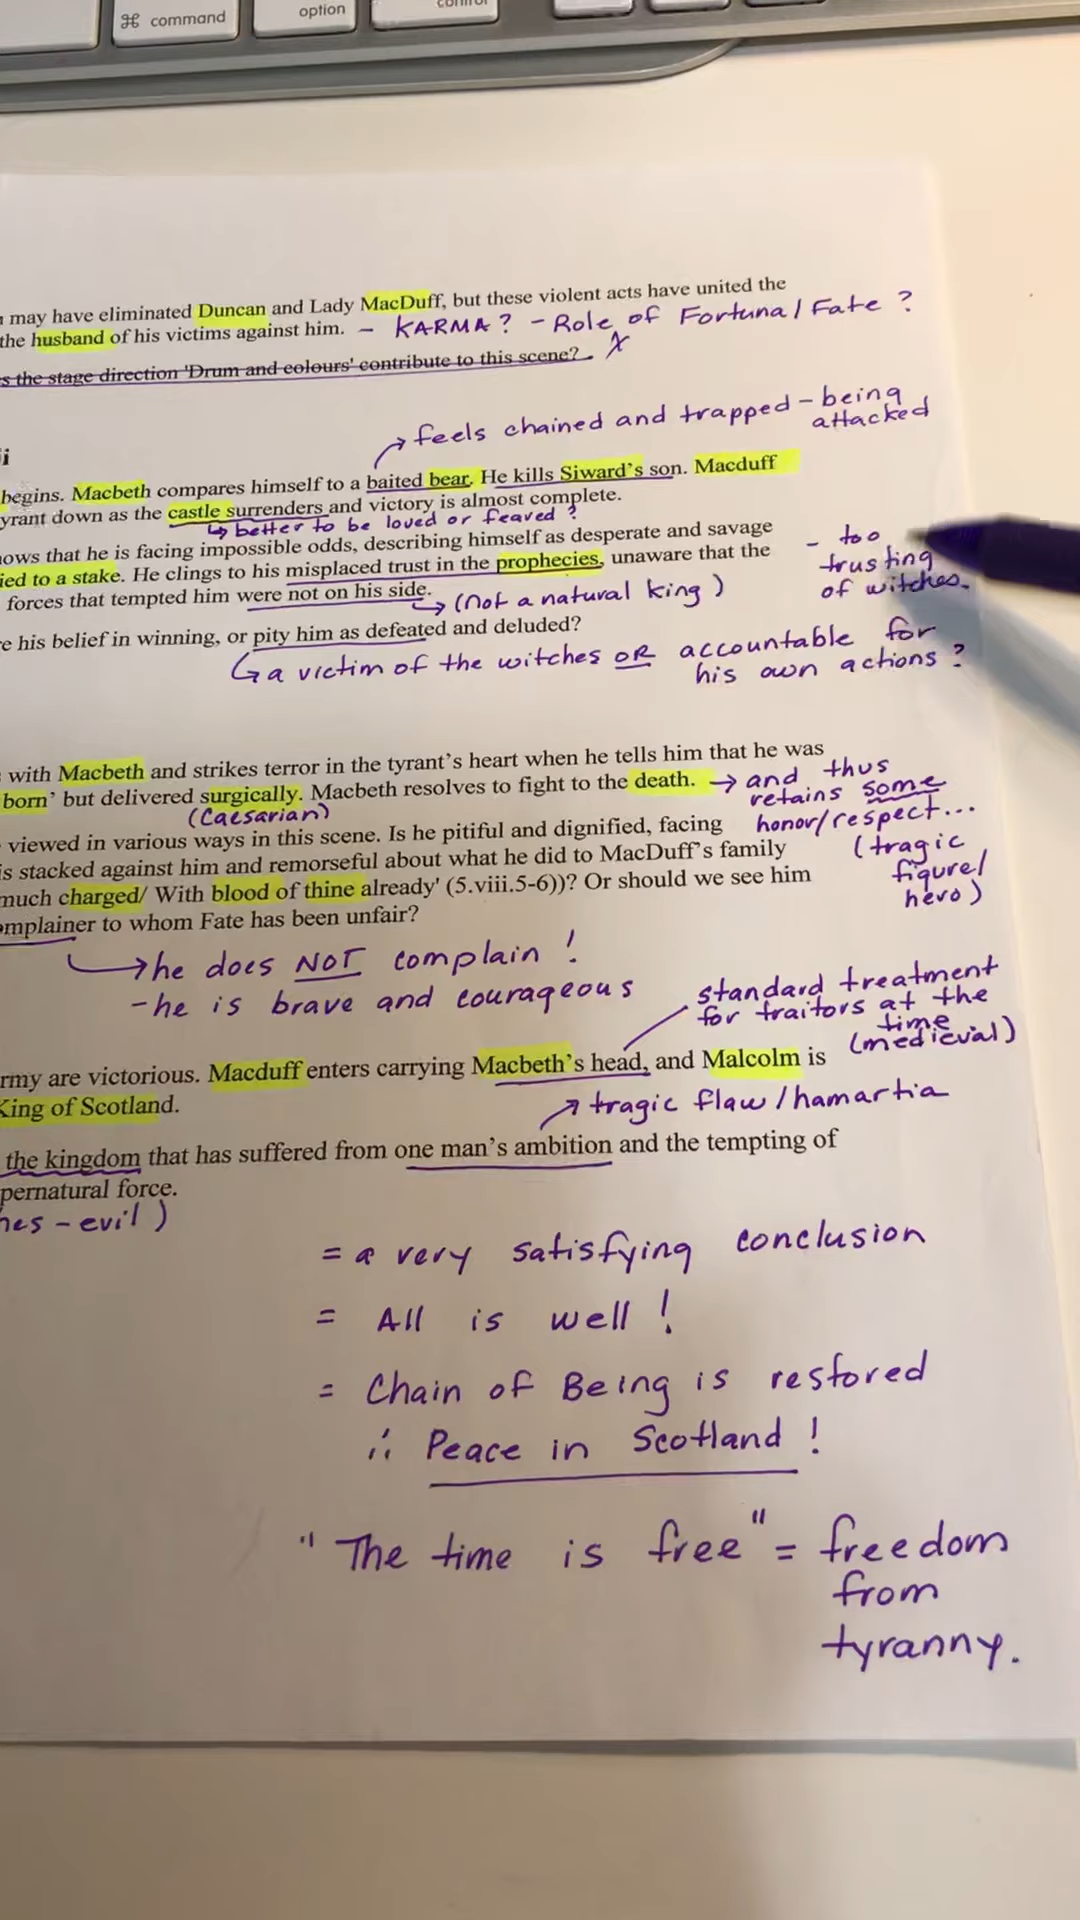 ⌘ command
option
may have eliminated Duncan and Lady MacDuff, but these violent acts have united the
the husband of his victims against him. – KARMA? – Role of Fortuna/Fate?
s the stage direction 'Drum and colours' contribute to this scene? X
feels chained and trapped – being attacked
begins. Macbeth compares himself to a baited bear. He kills Siward's son. Macduff
yrant down as the castle surrenders and victory is almost complete.
↳ better to be loved or feared?
ows that he is facing impossible odds, describing himself as desperate and savage
ied to a stake. He clings to his misplaced trust in the prophecies, unaware that the
– too
trusting
of witches.
forces that tempted him were not on his side.
↳ (not a natural king)
e his belief in winning, or pity him as defeated and deluded?
↳ a victim of the witches OR accountable for
his own actions?
with Macbeth and strikes terror in the tyrant's heart when he tells him that he was
born' but delivered surgically. Macbeth resolves to fight to the death. → and thus
retains some
honor/respect...
(tragic
figure/
hero)
(Caesarian)
viewed in various ways in this scene. Is he pitiful and dignified, facing
is stacked against him and remorseful about what he did to MacDuff's family
much charged/ With blood of thine already' (5.viii.5-6))? Or should we see him
omplainer to whom Fate has been unfair?
→ he does NOT complain!
– he is brave and courageous
standard treatment
for traitors at the
time
(medieval)
rmy are victorious. Macduff enters carrying Macbeth's head, and Malcolm is
King of Scotland.
tragic flaw/hamartia
the kingdom that has suffered from one man's ambition and the tempting of
pernatural force.
hes – evil)
= a very satisfying conclusion
= All is well!
= Chain of Being is restored
∴ Peace in Scotland!
"The time is free" = freedom
from
tyranny.